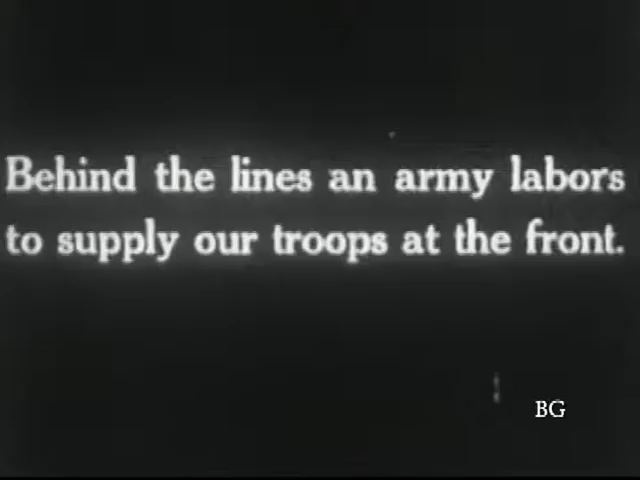 Behind the lines an army labors
to supply our troops at the front.
BG